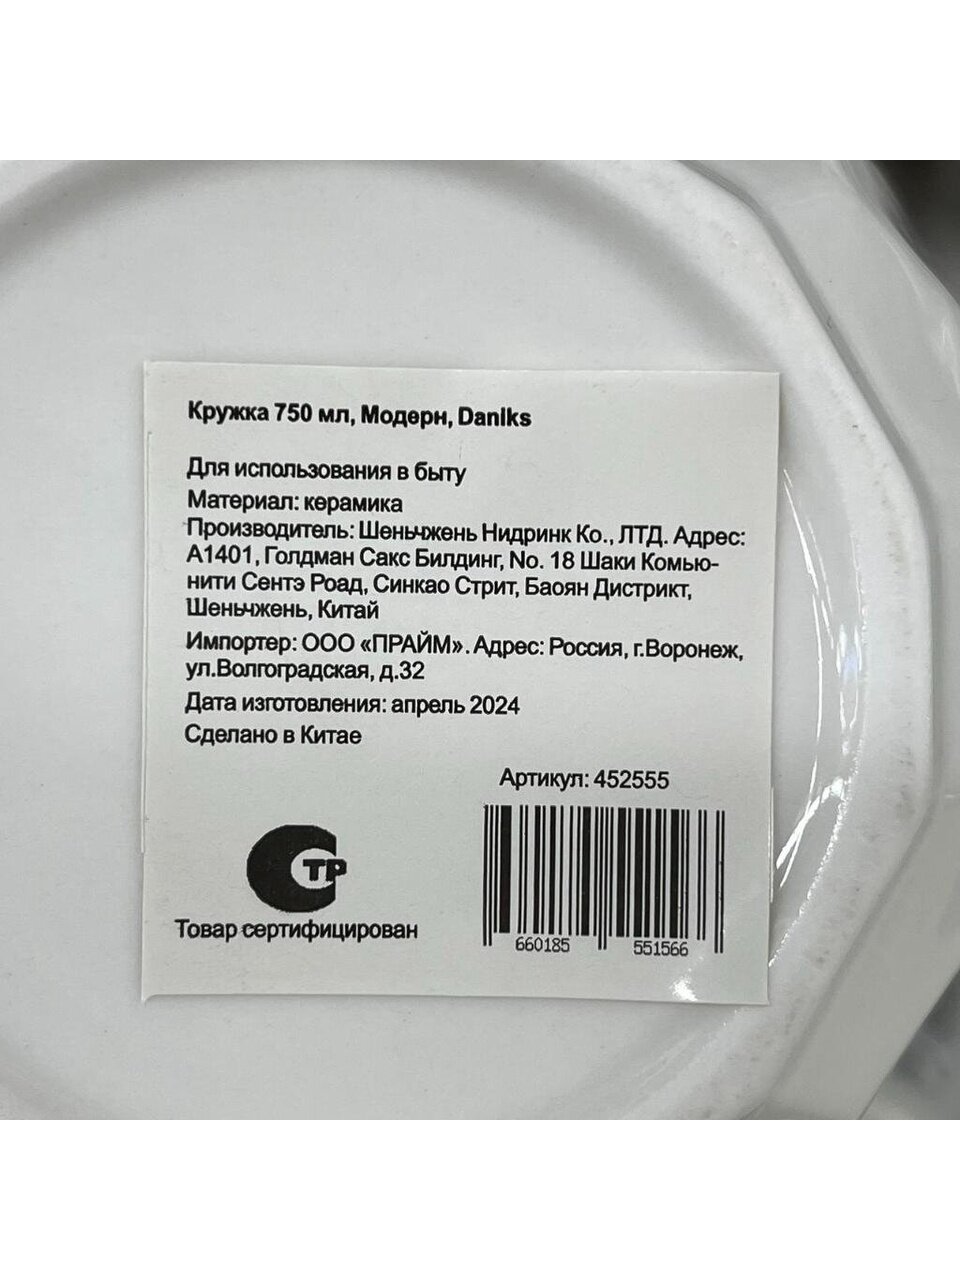 Кружка 750 мл, Модерн, Daniks
Для использования в быту
Материал: керамика
Производитель: Шеньчжень Нидринк Ко., ЛТД. Адрес:
А1401, Голдман Сакс Билдинг, No. 18 Шаки Комью-
нити Сентэ Роад, Синкао Стрит, Баоян Дистрикт,
Шеньчжень, Китай
Импортер: ООО «ПРАЙМ». Адрес: Россия, г.Воронеж,
ул.Волгоградская, д.32
Дата изготовления: апрель 2024
Сделано в Китае
Артикул: 452555
СТР
Товар сертифицирован
660185 551566